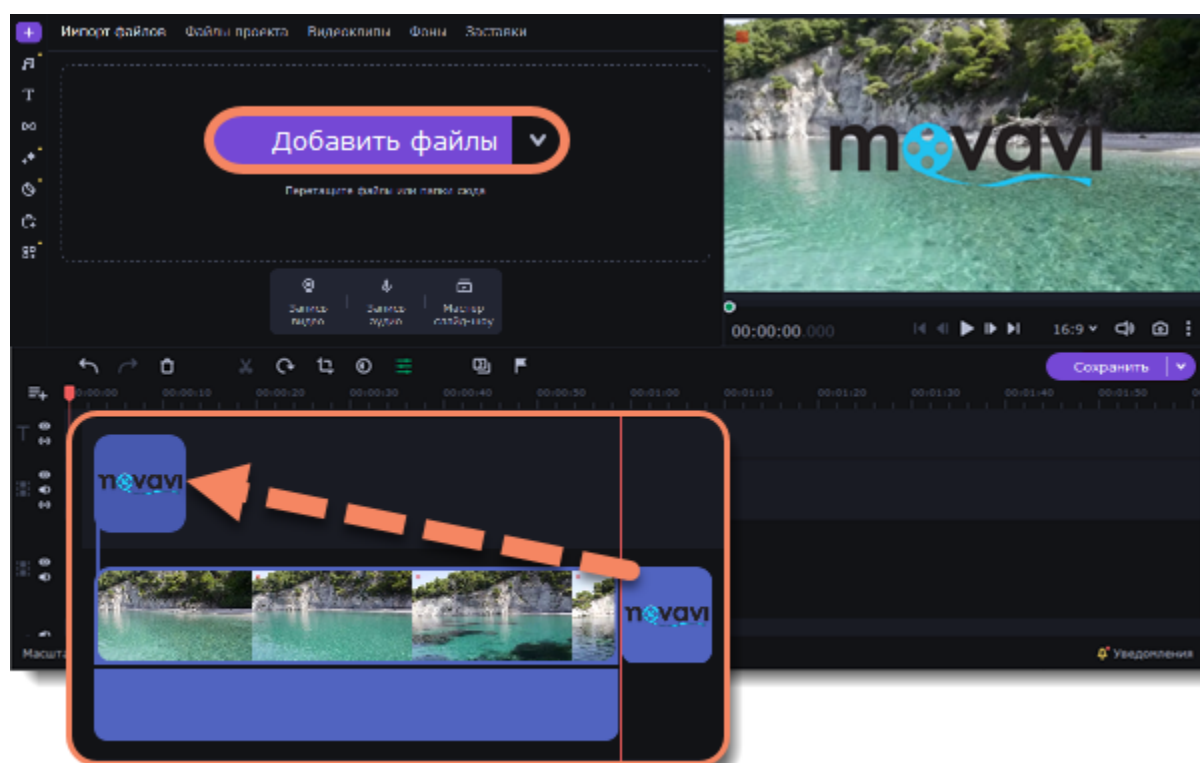 Импорт файлов Файлы проекта Видеоклипы Фоны Заставки
Добавить файлы
Перетащите файлы или папки сюда
Запись видео
Запись аудио
Мастер слайд-шоу
movavi
00:00:00.000
16:9
Сохранить
0:00:00 00:00:10 00:00:20 00:00:30 00:00:40 00:00:50 00:01:00 00:01:10 00:01:20 00:01:30 00:01:40 00:01:50
movavi
movavi
Уведомления